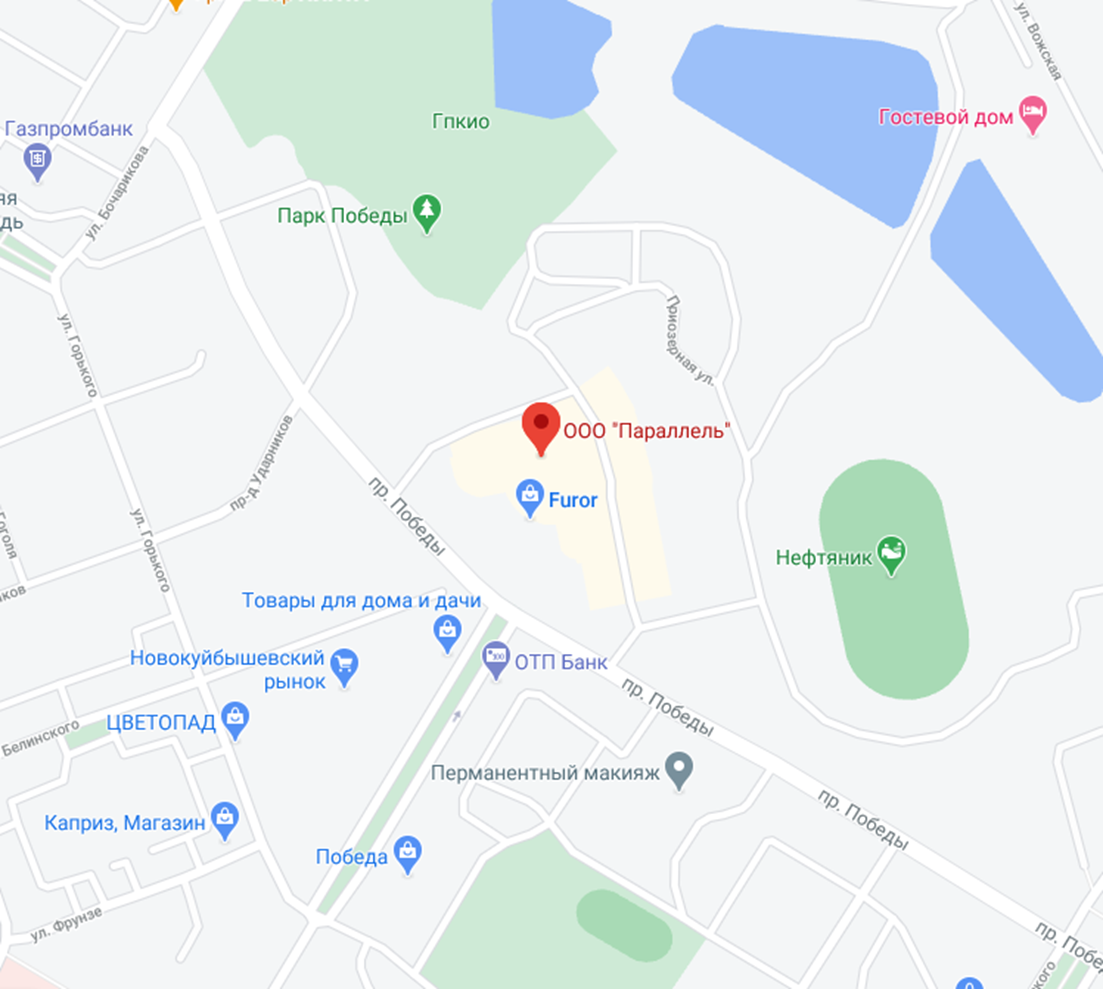 ул. Вожская
Гпкио
Гостевой дом
Газпромбанк
ул. Бочарикова
Парк Победы
ул. Горького
Приозерная ул.
ООО "Параллель"
пр-д Ударников
пр. Победы
Furor
ул. Горького
Нефтяник
Товары для дома и дачи
Новокуйбышевский
рынок
ОТП Банк
пр. Победы
ЦВЕТОПАД
Белинского
Перманентный макияж
пр. Победы
Каприз, Магазин
Победа
ул. Фрунзе